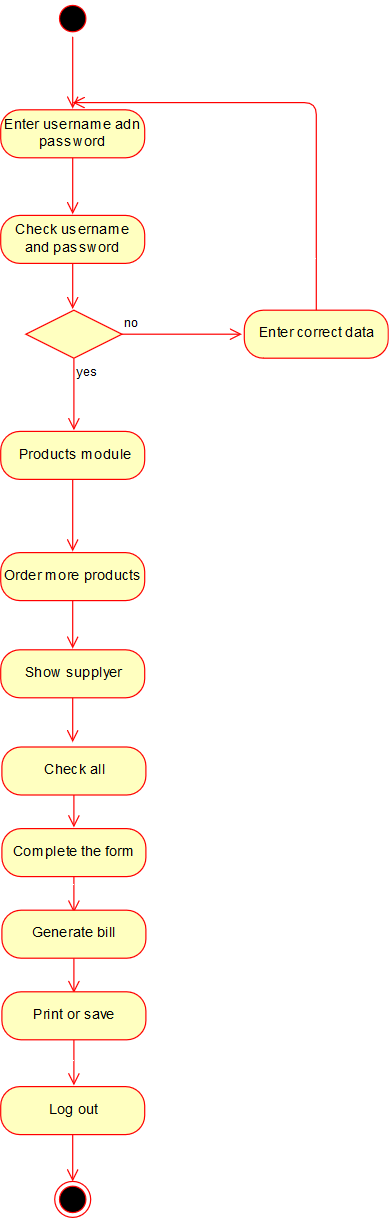 Enter username adn
password
Check username
and password
no
Enter correct data
yes
Products module
Order more products
Show supplyer
Check all
Complete the form
Generate bill
Print or save
Log out